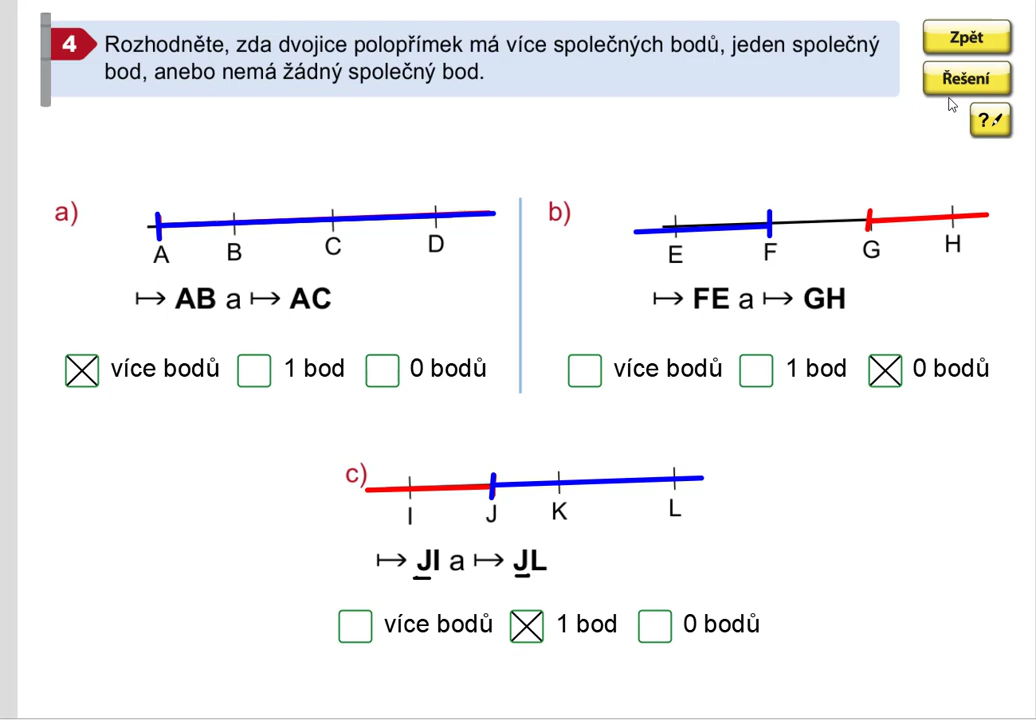 4 Rozhodněte, zda dvojice polopřímek má více společných bodů, jeden společný
bod, anebo nemá žádný společný bod.
Zpět
Řešení
?
a)
A B C D
↦ AB a ↦ AC
více bodů 1 bod 0 bodů
b)
E F G H
↦ FE a ↦ GH
více bodů 1 bod 0 bodů
c)
I J K L
↦ JI a ↦ JL
více bodů 1 bod 0 bodů